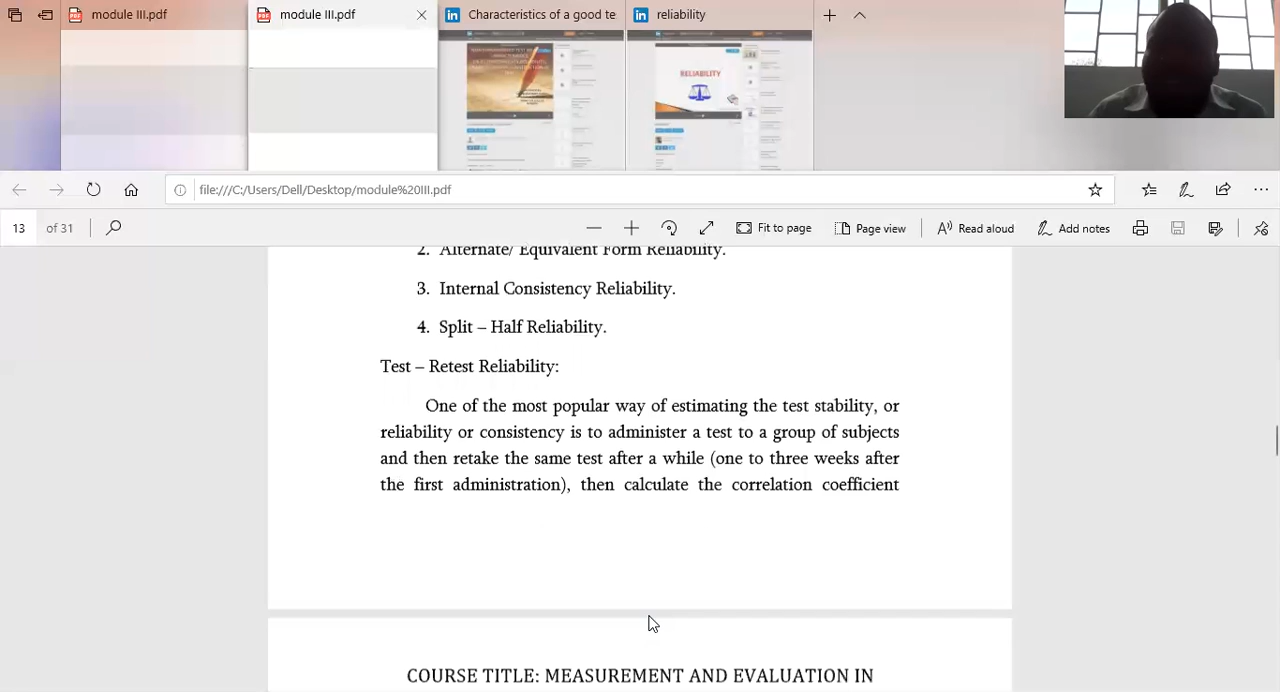 module III.pdf
module III.pdf
Characteristics of a good te
reliability
RELIABILITY
file:///C:/Users/Dell/Desktop/module%20III.pdf
13 of 31
Fit to page
Page view
Read aloud
Add notes
2. Alternate/ Equivalent Form Reliability.
3. Internal Consistency Reliability.
4. Split – Half Reliability.
Test – Retest Reliability:
One of the most popular way of estimating the test stability, or
reliability or consistency is to administer a test to a group of subjects
and then retake the same test after a while (one to three weeks after
the first administration), then calculate the correlation coefficient
COURSE TITLE: MEASUREMENT AND EVALUATION IN